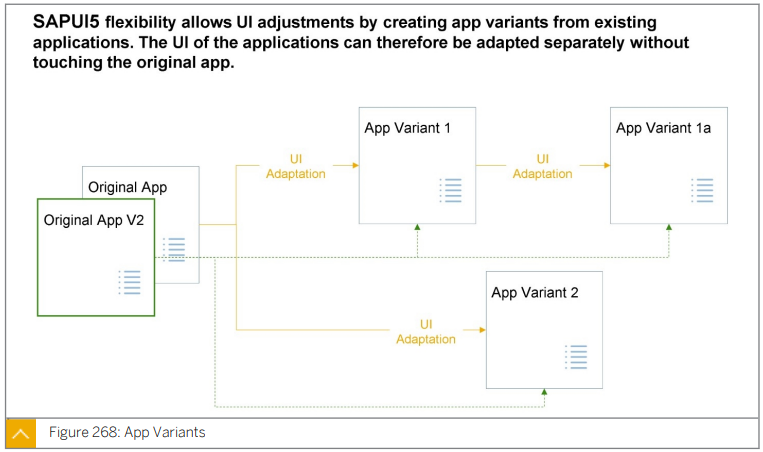 SAPUI5 flexibility allows UI adjustments by creating app variants from existing
applications. The UI of the applications can therefore be adapted separately without
touching the original app.
App Variant 1
App Variant 1a
UI
Adaptation
UI
Adaptation
Original App
Original App V2
App Variant 2
UI
Adaptation
Figure 268: App Variants